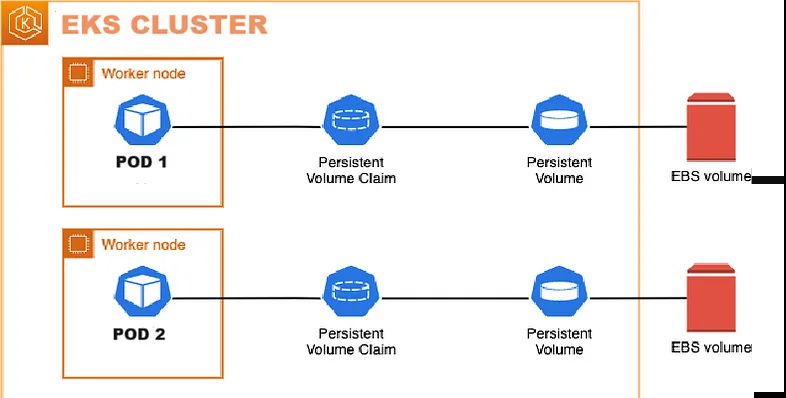 EKS CLUSTER
Worker node
POD 1
Persistent
Volume Claim
Persistent
Volume
EBS volume
Worker node
POD 2
Persistent
Volume Claim
Persistent
Volume
EBS volume